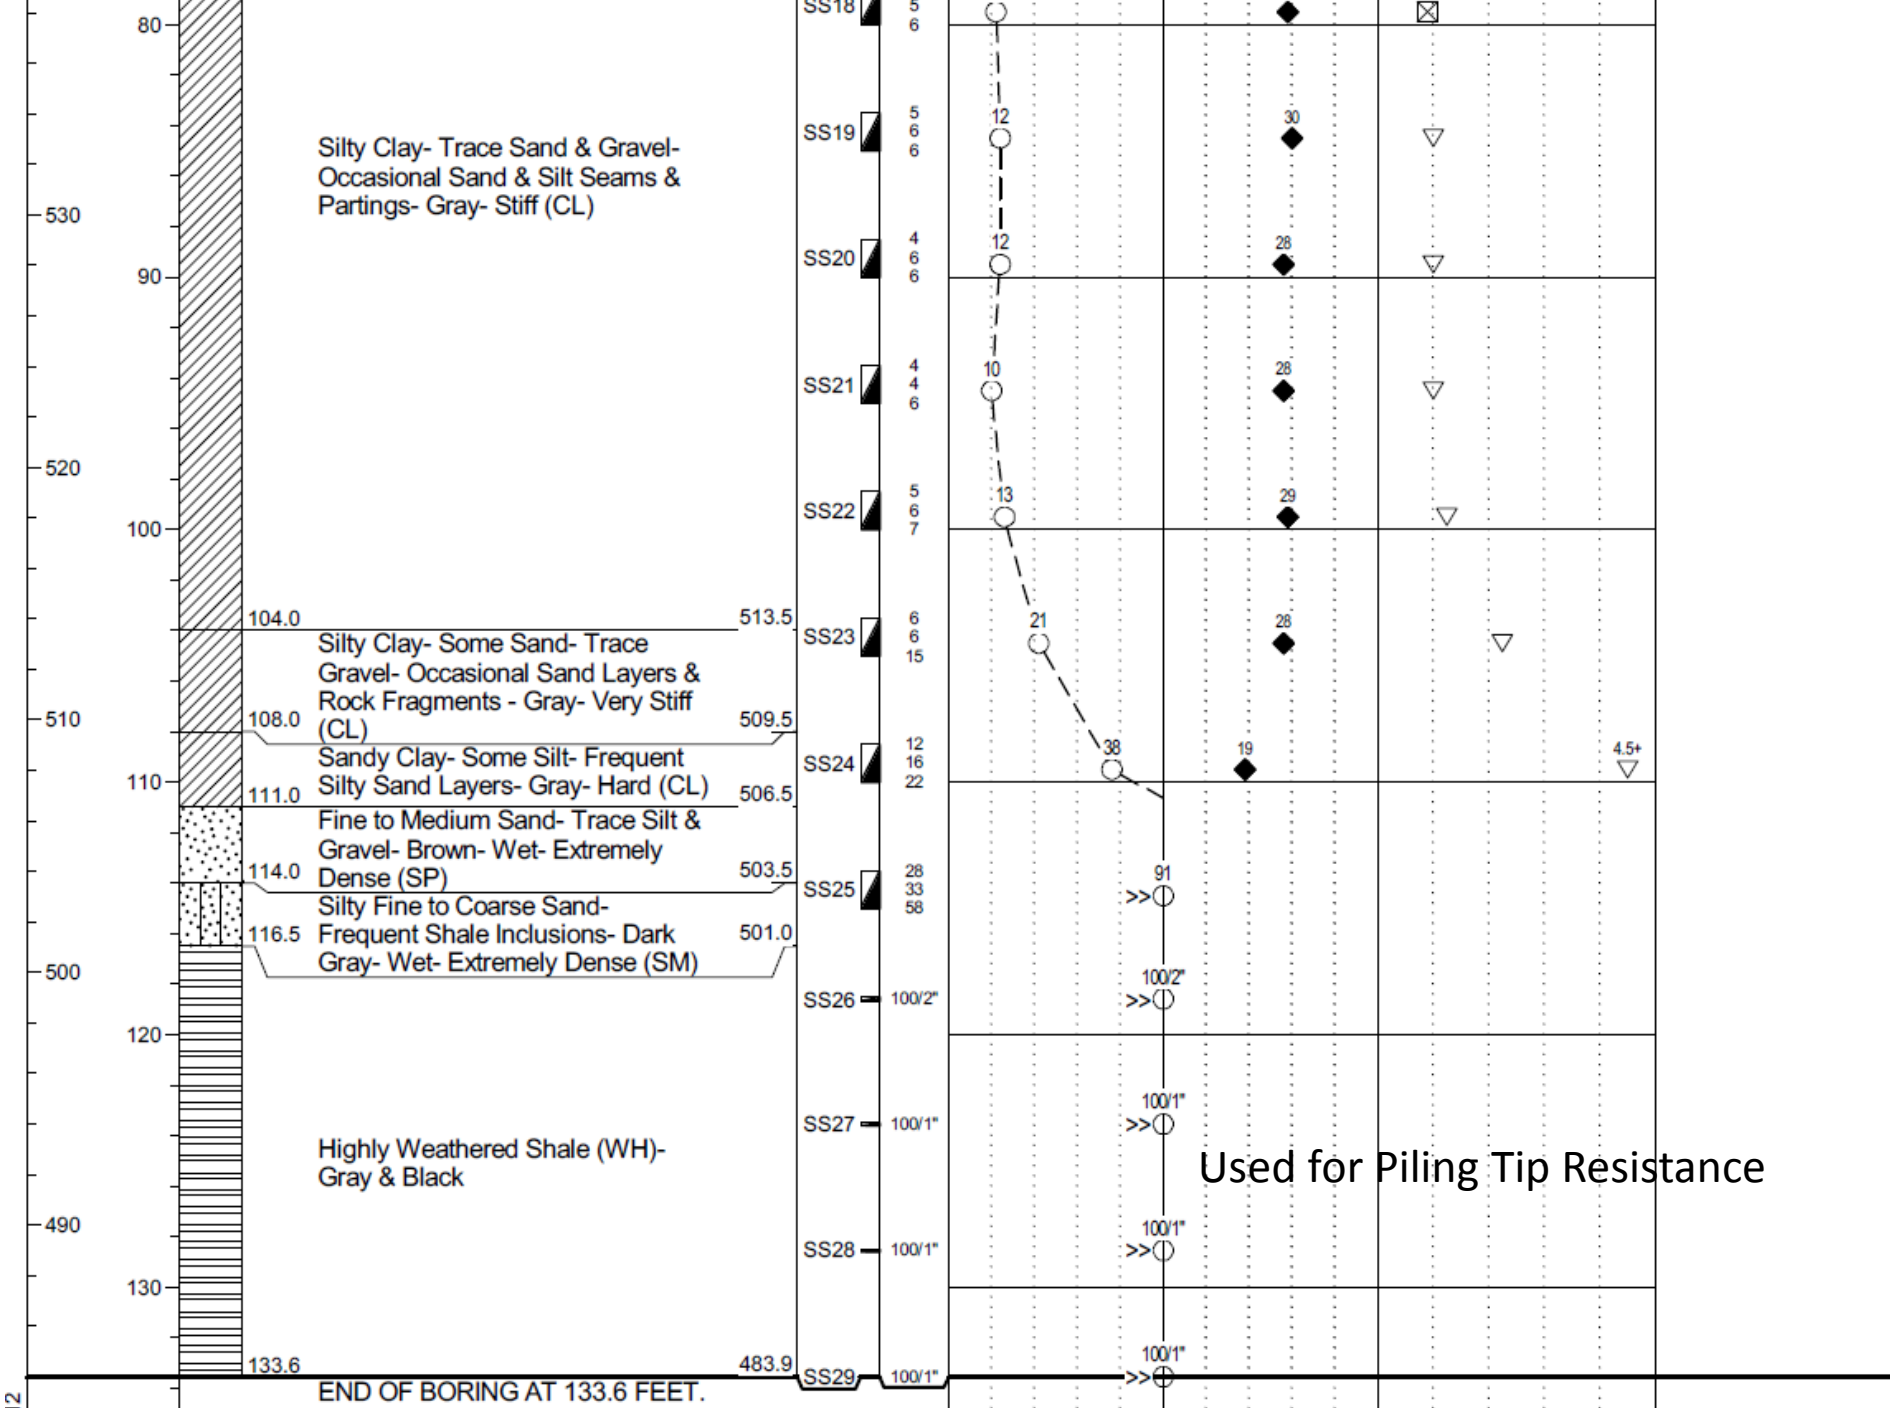 SS18
5
6
80
12
30
SS19
5
6
6
Silty Clay- Trace Sand & Gravel-
Occasional Sand & Silt Seams &
Partings- Gray- Stiff (CL)
530
12
28
SS20
4
6
6
90
10
28
SS21
4
4
6
520
13
29
SS22
5
6
7
100
104.0
513.5
21
28
SS23
6
6
15
Silty Clay- Some Sand- Trace
Gravel- Occasional Sand Layers &
Rock Fragments - Gray- Very Stiff
(CL)
510
108.0
509.5
38
19
4.5+
SS24
12
16
22
Sandy Clay- Some Silt- Frequent
Silty Sand Layers- Gray- Hard (CL)
110
111.0
506.5
Fine to Medium Sand- Trace Silt &
Gravel- Brown- Wet- Extremely
Dense (SP)
114.0
503.5
91
SS25
28
33
58
>>
Silty Fine to Coarse Sand-
Frequent Shale Inclusions- Dark
Gray- Wet- Extremely Dense (SM)
116.5
501.0
500
100/2"
SS26
100/2"
>>
120
100/1"
SS27
100/1"
>>
Highly Weathered Shale (WH)-
Gray & Black
Used for Piling Tip Resistance
490
100/1"
SS28
100/1"
>>
130
133.6
483.9
100/1"
SS29
100/1"
>>
END OF BORING AT 133.6 FEET.